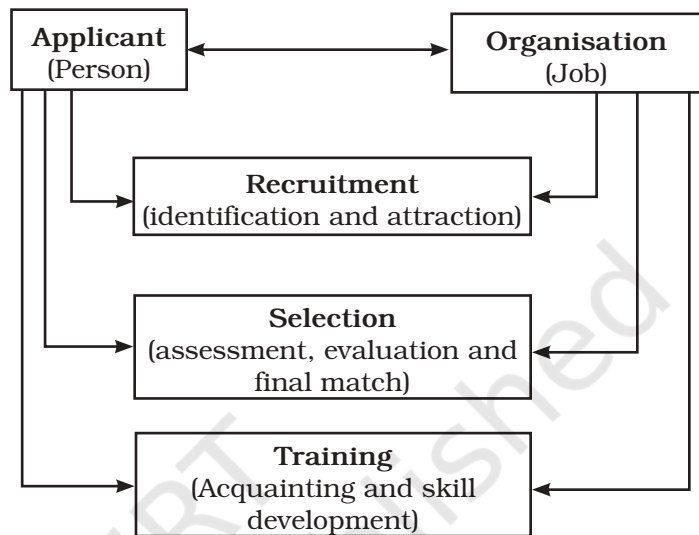 Applicant
(Person)
Organisation
(Job)
Recruitment
(identification and attraction)
Selection
(assessment, evaluation and
final match)
Training
(Acquainting and skill
development)